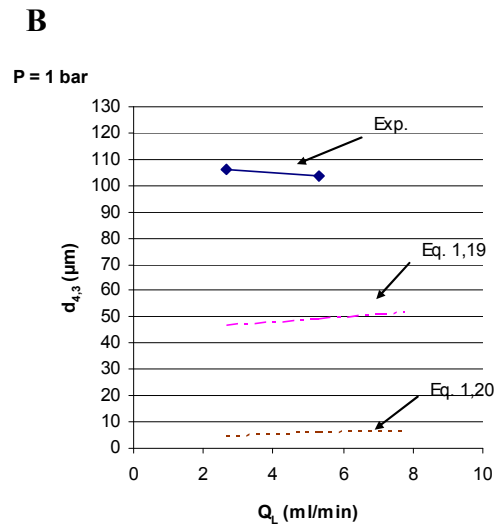 B
P = 1 bar
130
120
110
100
90
80
70
60
50
40
30
20
10
0
d4,3 (µm)
Exp.
Eq. 1,19
Eq. 1,20
0 2 4 6 8 10
QL (ml/min)